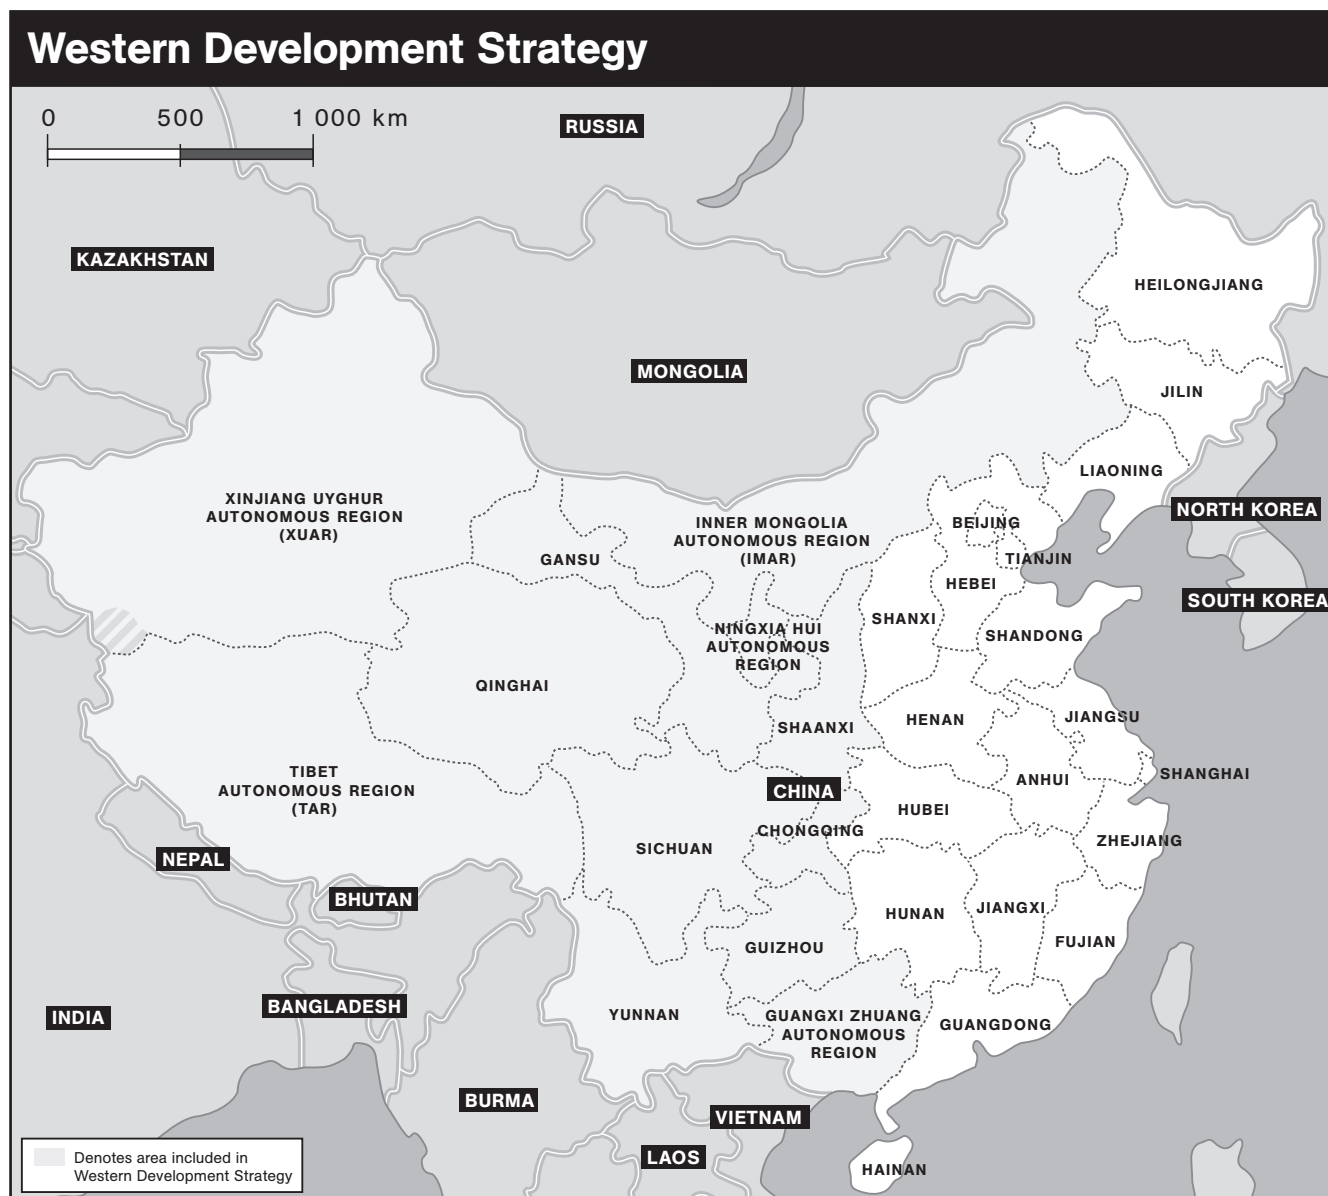 Western Development Strategy
0 500 1 000 km
RUSSIA
KAZAKHSTAN
HEILONGJIANG
MONGOLIA
JILIN
LIAONING
XINJIANG UYGHUR
AUTONOMOUS REGION
(XUAR)
NORTH KOREA
INNER MONGOLIA
AUTONOMOUS REGION
(IMAR)
BEIJING
GANSU
TIANJIN
HEBEI
SOUTH KOREA
SHANXI
NINGXIA HUI
AUTONOMOUS
REGION
SHANDONG
QINGHAI
SHAANXI
HENAN
JIANGSU
TIBET
AUTONOMOUS REGION
(TAR)
SHANGHAI
ANHUI
CHINA
HUBEI
CHONGQING
ZHEJIANG
SICHUAN
NEPAL
BHUTAN
HUNAN
JIANGXI
FUJIAN
GUIZHOU
BANGLADESH
INDIA
YUNNAN
GUANGXI ZHUANG
AUTONOMOUS
REGION
GUANGDONG
BURMA
VIETNAM
LAOS
HAINAN
Denotes area included in
Western Development Strategy